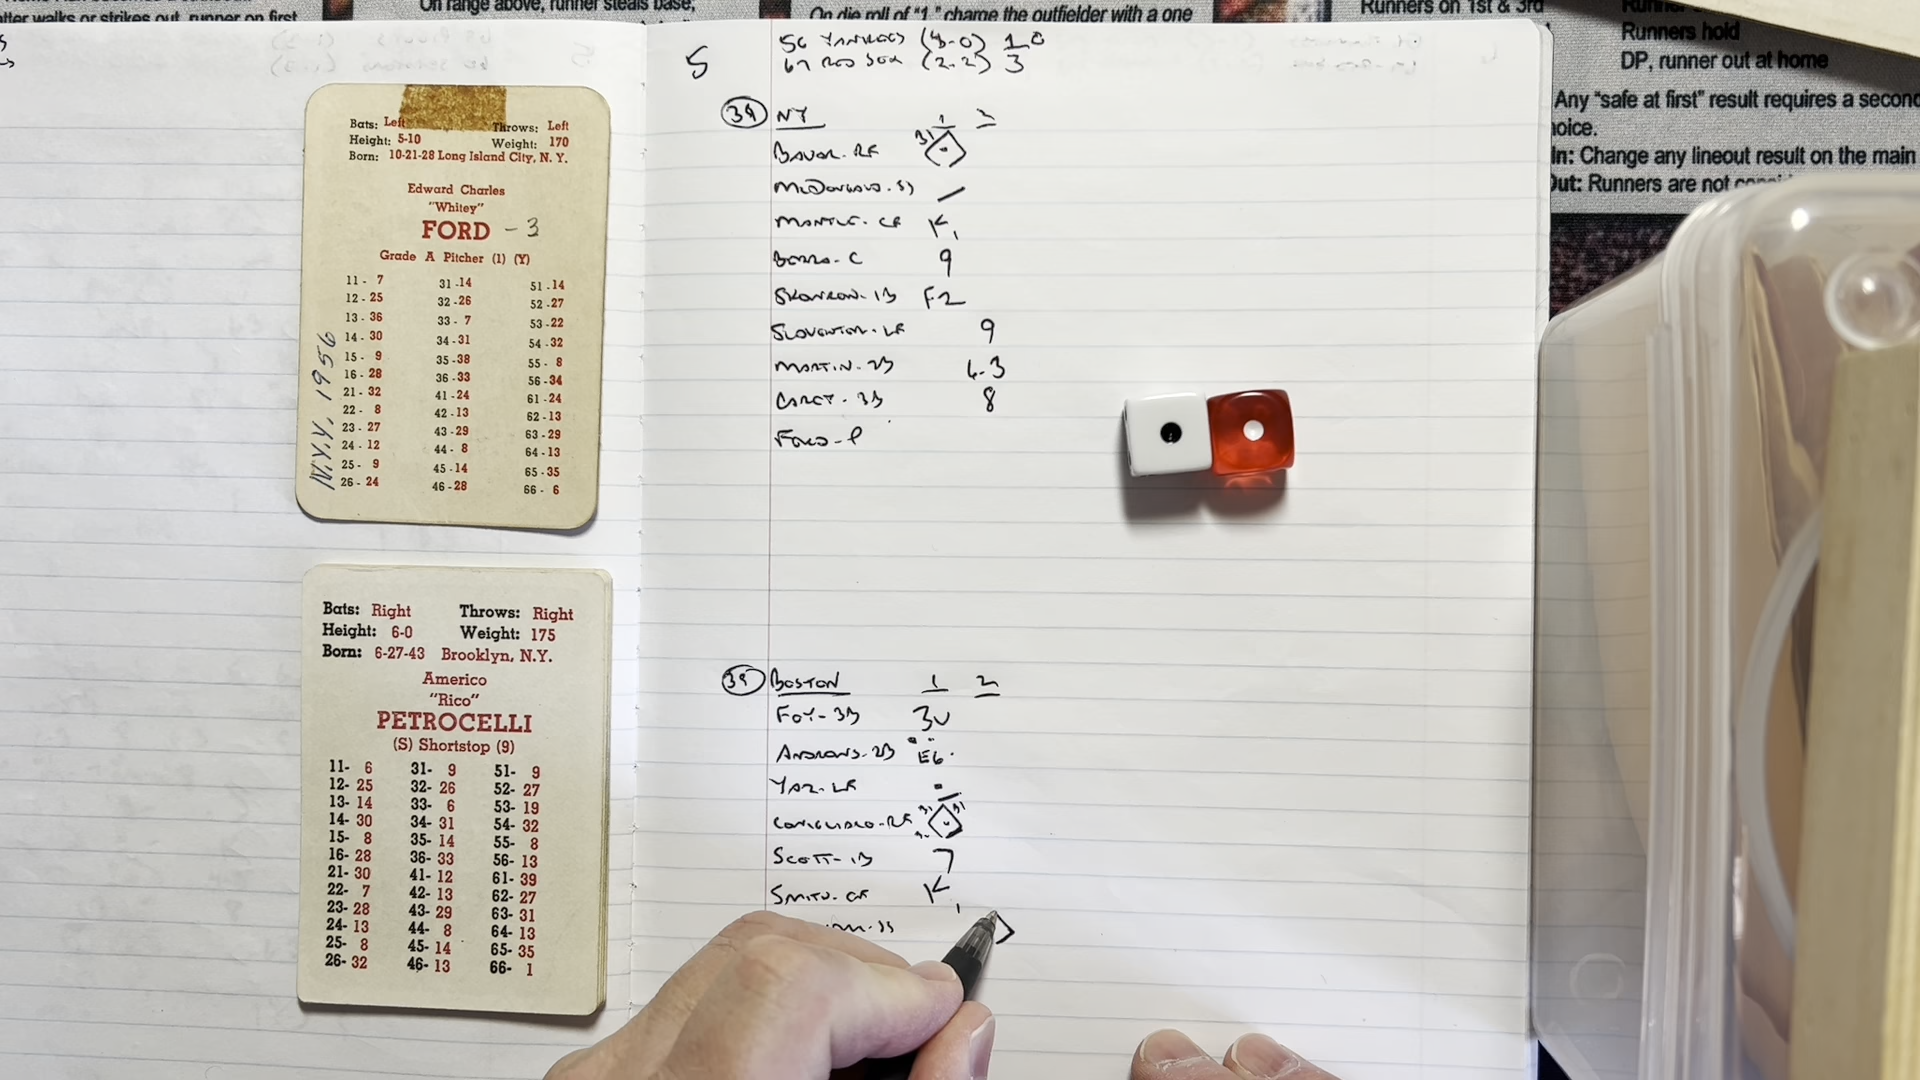 atter walks or strikes out, runner on first
On range above, runner steals base;
On die roll of "1," charge the outfielder with a one
Runners on 1st & 3rd
Runners hold
DP, runner out at home
Any "safe at first" result requires a second
In: Change any lineout result on the main
Out: Runners are not
5
56 YANKEES (4-0) 10
67 RED SOX (2-2) 3
Bats: Left Throws: Left
Height: 5-10 Weight: 170
Born: 10-21-28 Long Island City, N. Y.
Edward Charles
"Whitey"
FORD - 3
Grade A Pitcher (1) (Y)
11- 7 31-14 51-14
12-25 32-26 52-27
13-36 33-7 53-22
14-30 34-31 54-32
15-9 35-38 55-8
16-28 36-33 56-34
21-32 41-24 61-24
22-8 42-13 62-13
23-27 43-29 63-29
24-12 44-8 64-13
25-9 45-14 65-35
26-24 46-28 66-6
N.Y.Y, 1956
39 NY 1 2
BAUER-RF 31
McDOUGALD-SS
MANTLE-CF K
BERRA-C 9
SKOWRON-1B F2
SLAUGHTER-LF 9
MARTIN-2B 6-3
CAREY-3B 8
FORD-P
Bats: Right Throws: Right
Height: 6-0 Weight: 175
Born: 6-27-43 Brooklyn, N.Y.
Americo
"Rico"
PETROCELLI
(S) Shortstop (9)
11-6 31-9 51-9
12-25 32-26 52-27
13-14 33-6 53-19
14-30 34-31 54-32
15-8 35-14 55-8
16-28 36-33 56-13
21-30 41-12 61-39
22-7 42-13 62-27
23-28 43-29 63-31
24-13 44-8 64-13
25-8 45-14 65-35
26-32 46-13 66-1
39 BOSTON 1 2
FOY-3B 3U
ANDREWS-2B E6
YAZ-LF
CONIGLIARO-RF
SCOTT-1B 7
SMITH-CF K